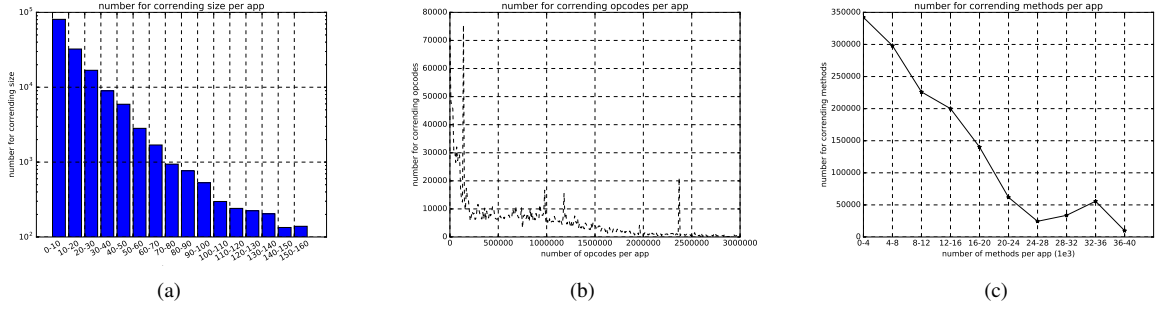 number for corrending size per app
10^5
10^4
10^3
10^2
number for corrending size
0-10
10-20
20-30
30-40
40-50
50-60
60-70
70-80
80-90
90-100
100-110
110-120
120-130
130-140
140-150
150-160
(a)
number for corrending opcodes per app
80000
70000
60000
50000
40000
30000
20000
10000
0
number for corrending opcodes
0 500000 1000000 1500000 2000000 2500000 3000000
number of opcodes per app
(b)
number for corrending methods per app
350000
300000
250000
200000
150000
100000
50000
0
number for corrending methods
0-4 4-8 8-12 12-16 16-20 20-24 24-28 28-32 32-36 36-40
number of methods per app (1e3)
(c)